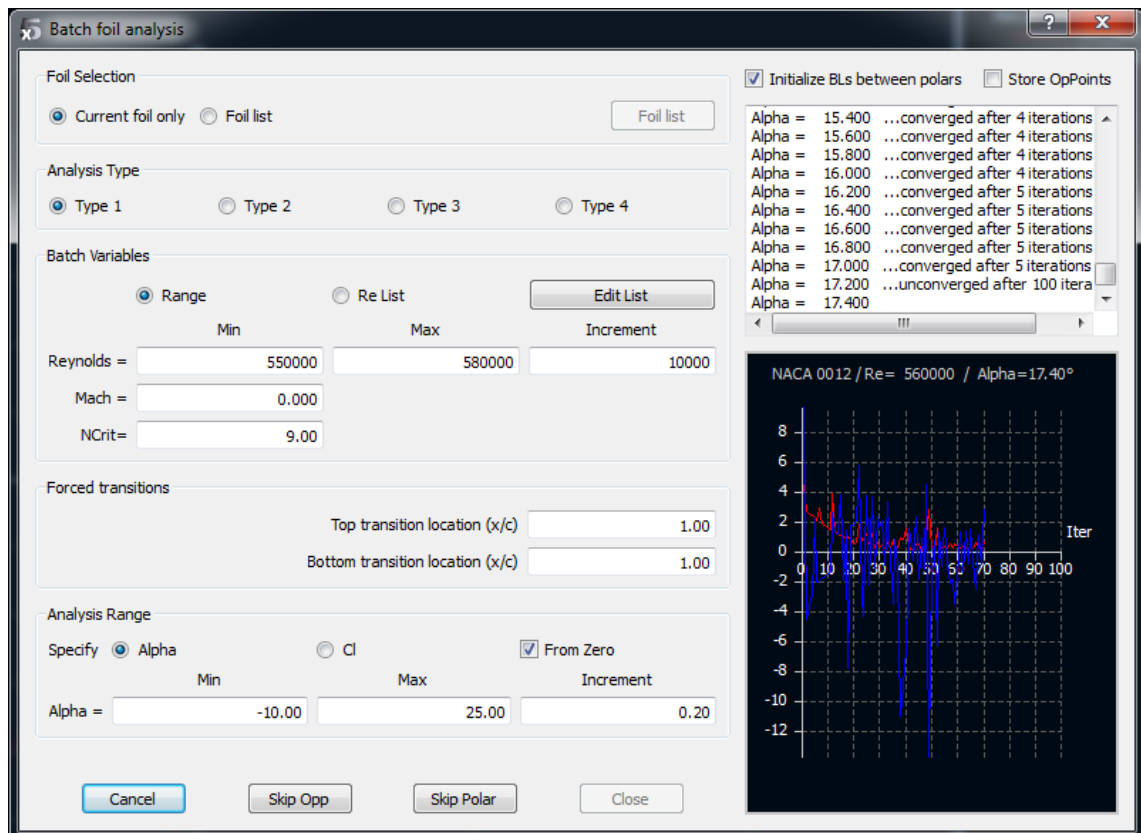 Batch foil analysis
Foil Selection
Current foil only Foil list Foil list
Analysis Type
Type 1 Type 2 Type 3 Type 4
Batch Variables
Range Re List Edit List
Min Max Increment
Reynolds = 550000 580000 10000
Mach = 0.000
NCrit= 9.00
Forced transitions
Top transition location (x/c) 1.00
Bottom transition location (x/c) 1.00
Analysis Range
Specify Alpha Cl From Zero
Min Max Increment
Alpha = -10.00 25.00 0.20
Cancel Skip Opp Skip Polar Close
Initialize BLs between polars Store OpPoints
Alpha = 15.400 ...converged after 4 iterations
Alpha = 15.600 ...converged after 4 iterations
Alpha = 15.800 ...converged after 4 iterations
Alpha = 16.000 ...converged after 4 iterations
Alpha = 16.200 ...converged after 5 iterations
Alpha = 16.400 ...converged after 5 iterations
Alpha = 16.600 ...converged after 5 iterations
Alpha = 16.800 ...converged after 5 iterations
Alpha = 17.000 ...converged after 5 iterations
Alpha = 17.200 ...unconverged after 100 itera
Alpha = 17.400
NACA 0012 / Re= 560000 / Alpha=17.40°
8
6
4
2
Iter
0
0 10 20 30 40 50 60 70 80 90 100
-2
-4
-6
-8
-10
-12